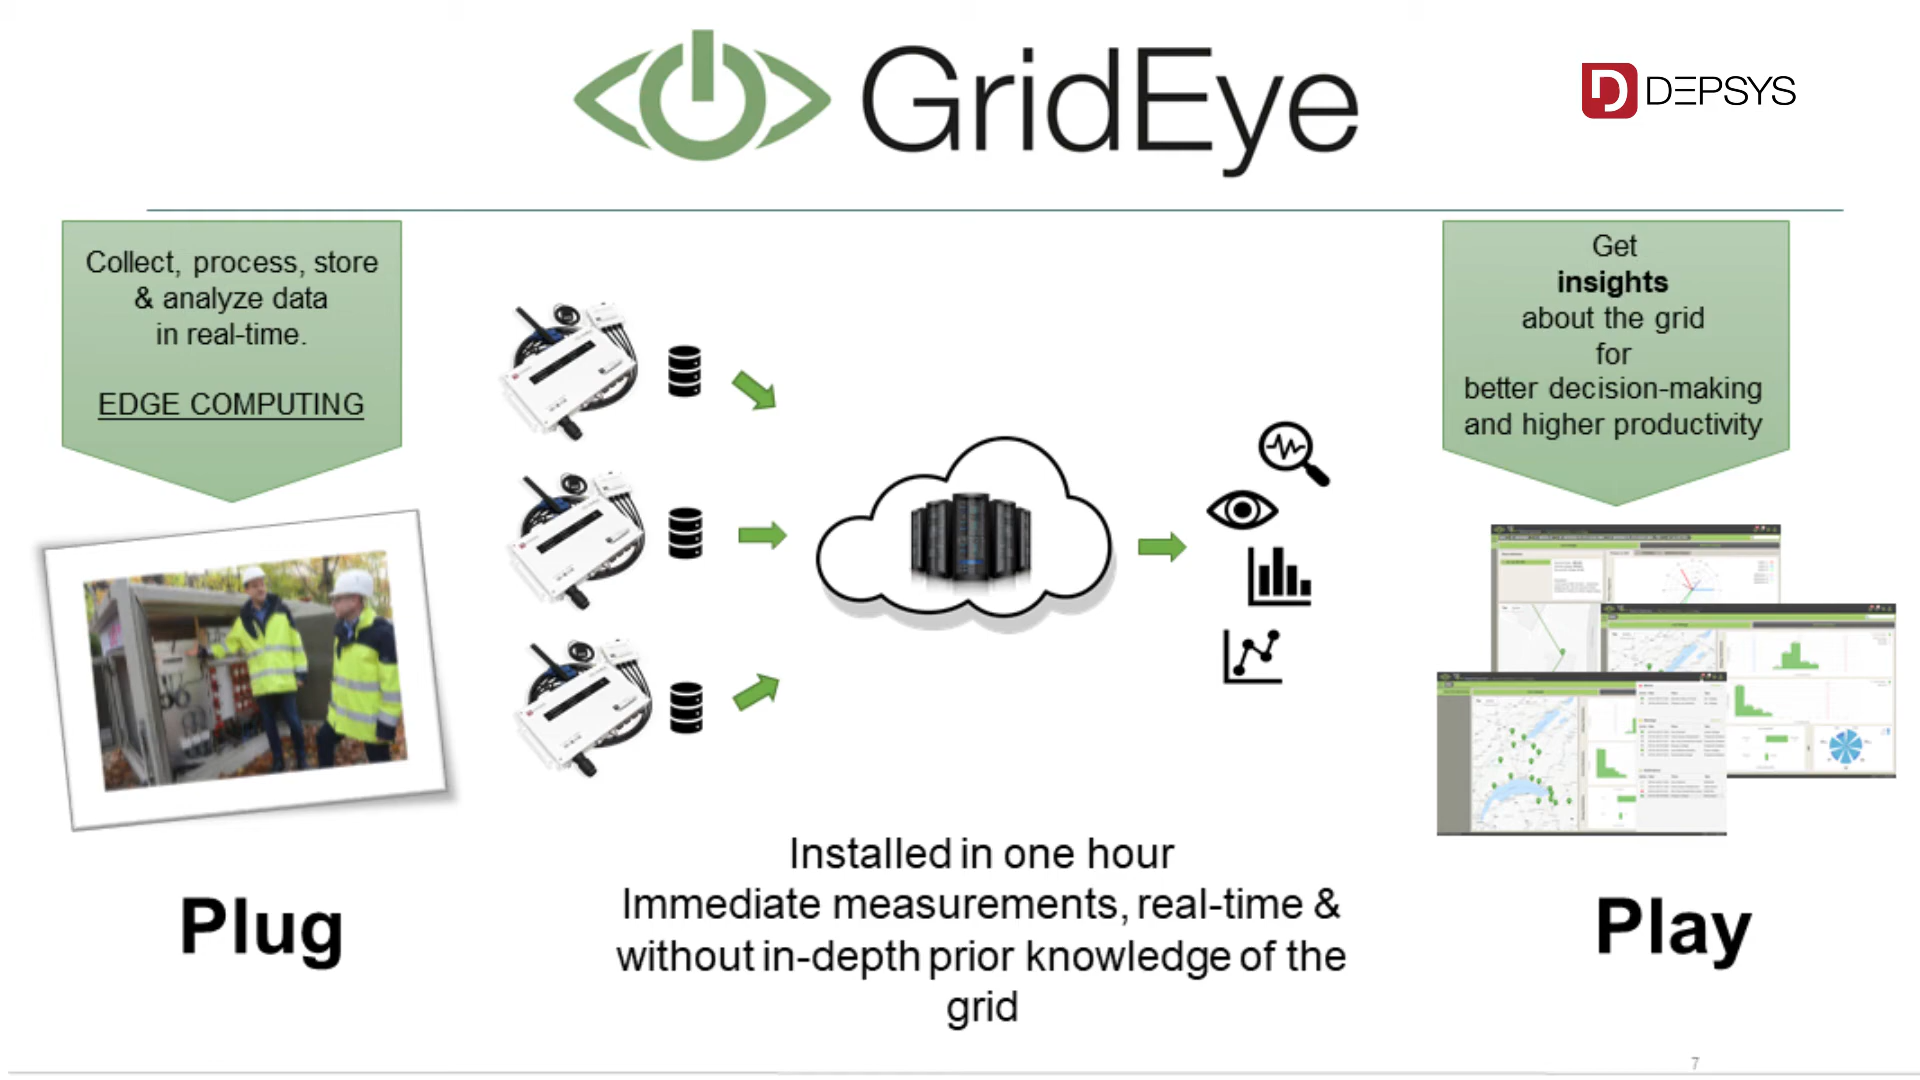 GridEye
DEPSYS
Collect, process, store
& analyze data
in real-time.
EDGE COMPUTING
Get
insights
about the grid
for
better decision-making
and higher productivity
Installed in one hour
Immediate measurements, real-time &
without in-depth prior knowledge of the
grid
Plug
Play
7